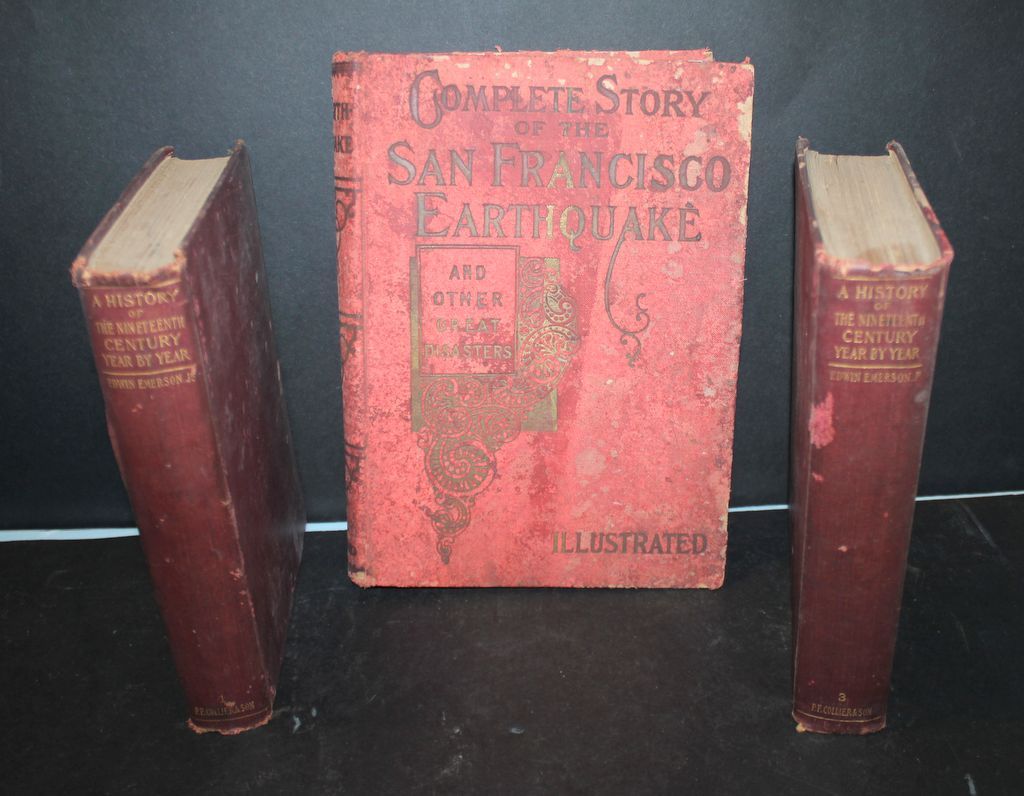 A HISTORY
OF
THE NINETEENTH
CENTURY
YEAR BY YEAR
EDWIN EMERSON JR
1
P.F. COLLIER & SON
COMPLETE STORY
OF THE
SAN FRANCISCO
EARTHQUAKE
AND
OTHER
GREAT
DISASTERS
ILLUSTRATED
A HISTORY
OF
THE NINETEENTH
CENTURY
YEAR BY YEAR
EDWIN EMERSON JR
3
P.F. COLLIER & SON